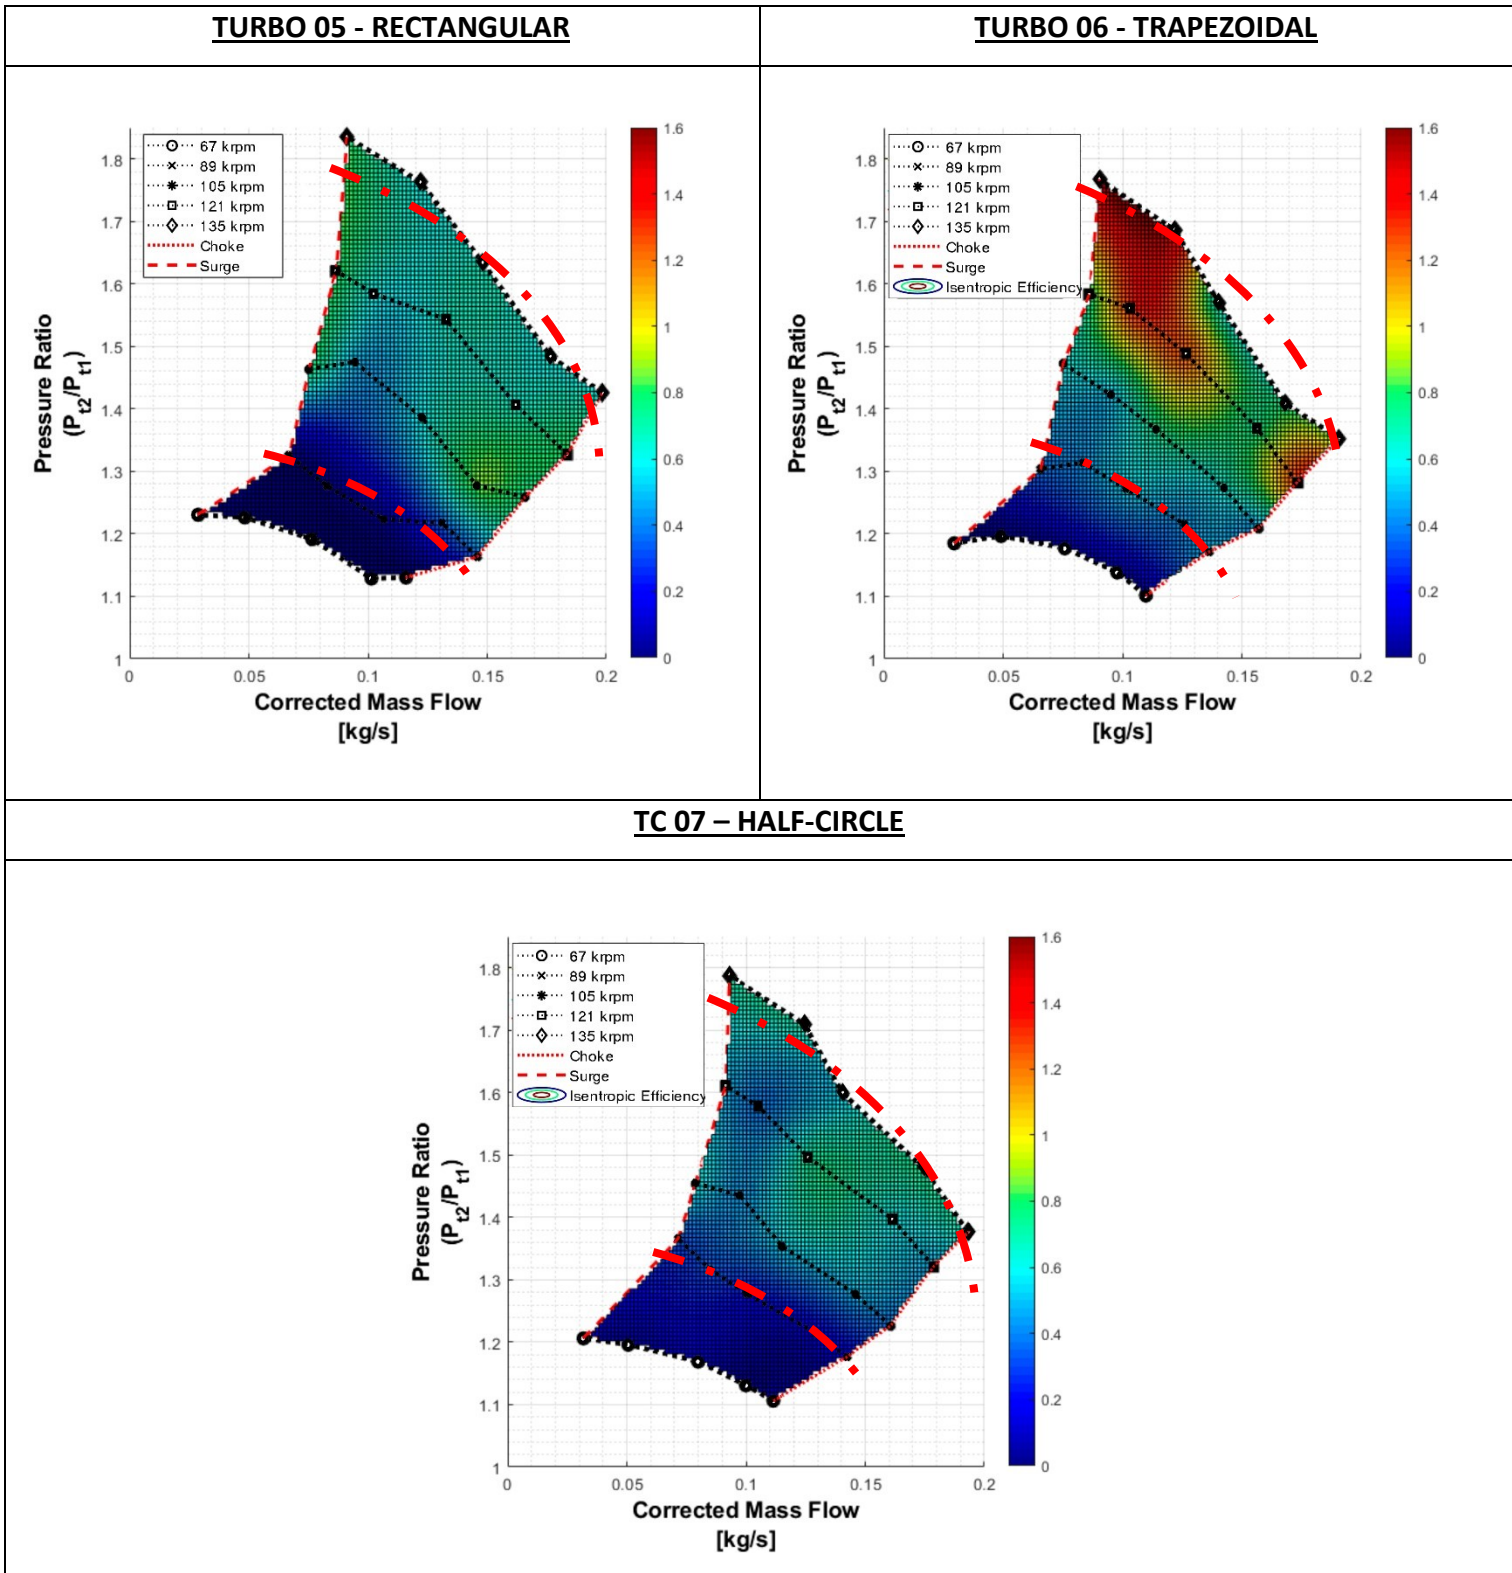 TURBO 05 - RECTANGULAR
TURBO 06 - TRAPEZOIDAL
67 krpm
89 krpm
105 krpm
121 krpm
135 krpm
Choke
Surge
1.8
1.7
1.6
1.5
1.4
1.3
1.2
1.1
1
0
0.05
0.1
0.15
0.2
Pressure Ratio
(Pt2/Pt1)
Corrected Mass Flow
[kg/s]
1.6
1.4
1.2
1
0.8
0.6
0.4
0.2
0
67 krpm
89 krpm
105 krpm
121 krpm
135 krpm
Choke
Surge
Isentropic Efficiency
1.8
1.7
1.6
1.5
1.4
1.3
1.2
1.1
1
0
0.05
0.1
0.15
0.2
Pressure Ratio
(Pt2/Pt1)
Corrected Mass Flow
[kg/s]
1.6
1.4
1.2
1
0.8
0.6
0.4
0.2
0
TC 07 – HALF-CIRCLE
67 krpm
89 krpm
105 krpm
121 krpm
135 krpm
Choke
Surge
Isentropic Efficiency
1.8
1.7
1.6
1.5
1.4
1.3
1.2
1.1
1
0
0.05
0.1
0.15
0.2
Pressure Ratio
(Pt2/Pt1)
Corrected Mass Flow
[kg/s]
1.6
1.4
1.2
1
0.8
0.6
0.4
0.2
0